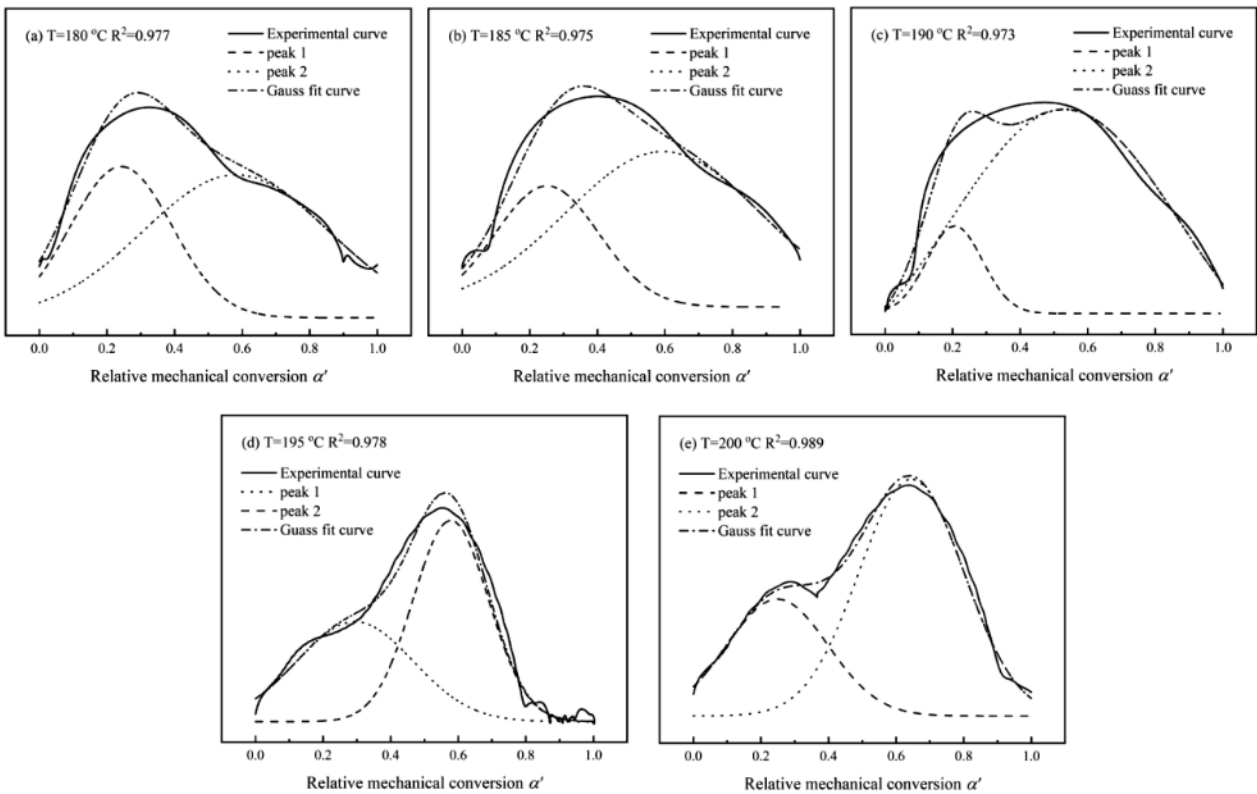 (a) T=180 °C R²=0.977
Experimental curve
peak 1
peak 2
Gauss fit curve
0.0 0.2 0.4 0.6 0.8 1.0
Relative mechanical conversion α′
(b) T=185 °C R²=0.975
Experimental curve
peak 1
peak 2
Gauss fit curve
0.0 0.2 0.4 0.6 0.8 1.0
Relative mechanical conversion α′
(c) T=190 °C R²=0.973
Experimental curve
peak 1
peak 2
Guass fit curve
0.0 0.2 0.4 0.6 0.8 1.0
Relative mechanical conversion α′
(d) T=195 °C R²=0.978
Experimental curve
peak 1
peak 2
Guass fit curve
0.0 0.2 0.4 0.6 0.8 1.0
Relative mechanical conversion α′
(e) T=200 °C R²=0.989
Experimental curve
peak 1
peak 2
Gauss fit curve
0.0 0.2 0.4 0.6 0.8 1.0
Relative mechanical conversion α′